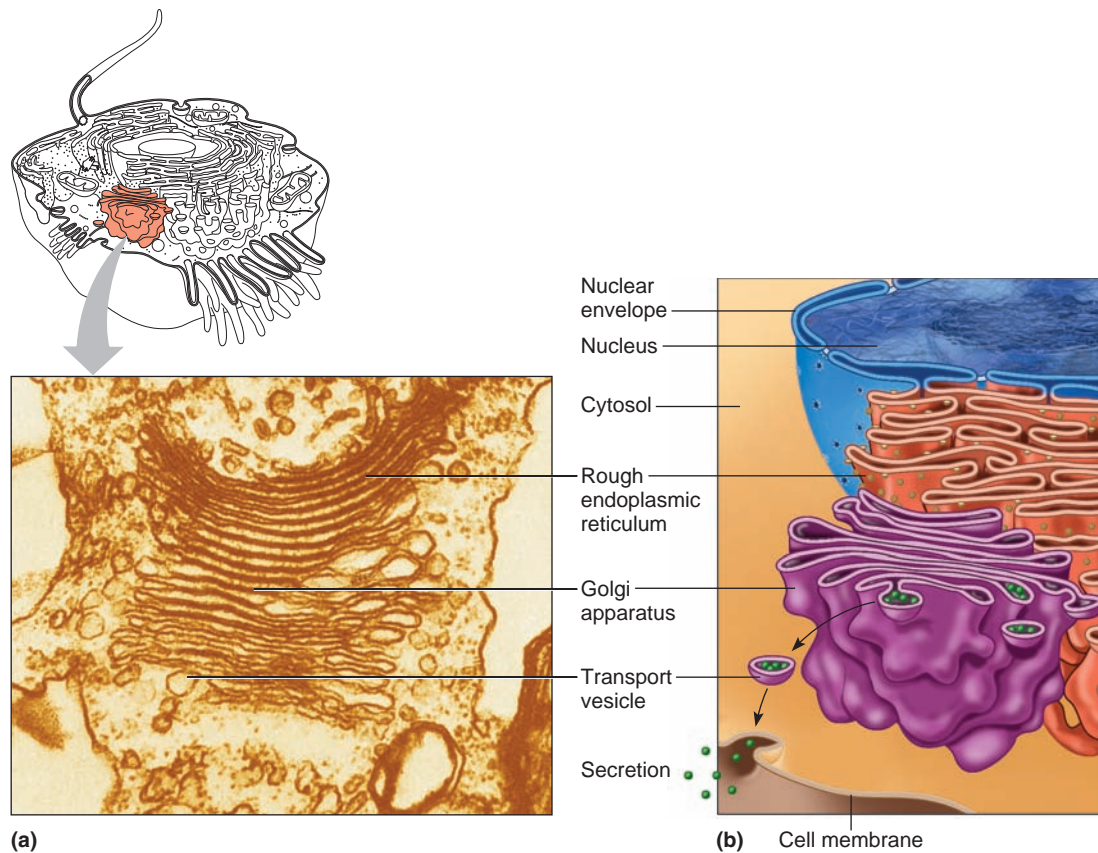 Nuclear
envelope
Nucleus
Cytosol
Rough
endoplasmic
reticulum
Golgi
apparatus
Transport
vesicle
Secretion
(a)
(b)
Cell membrane